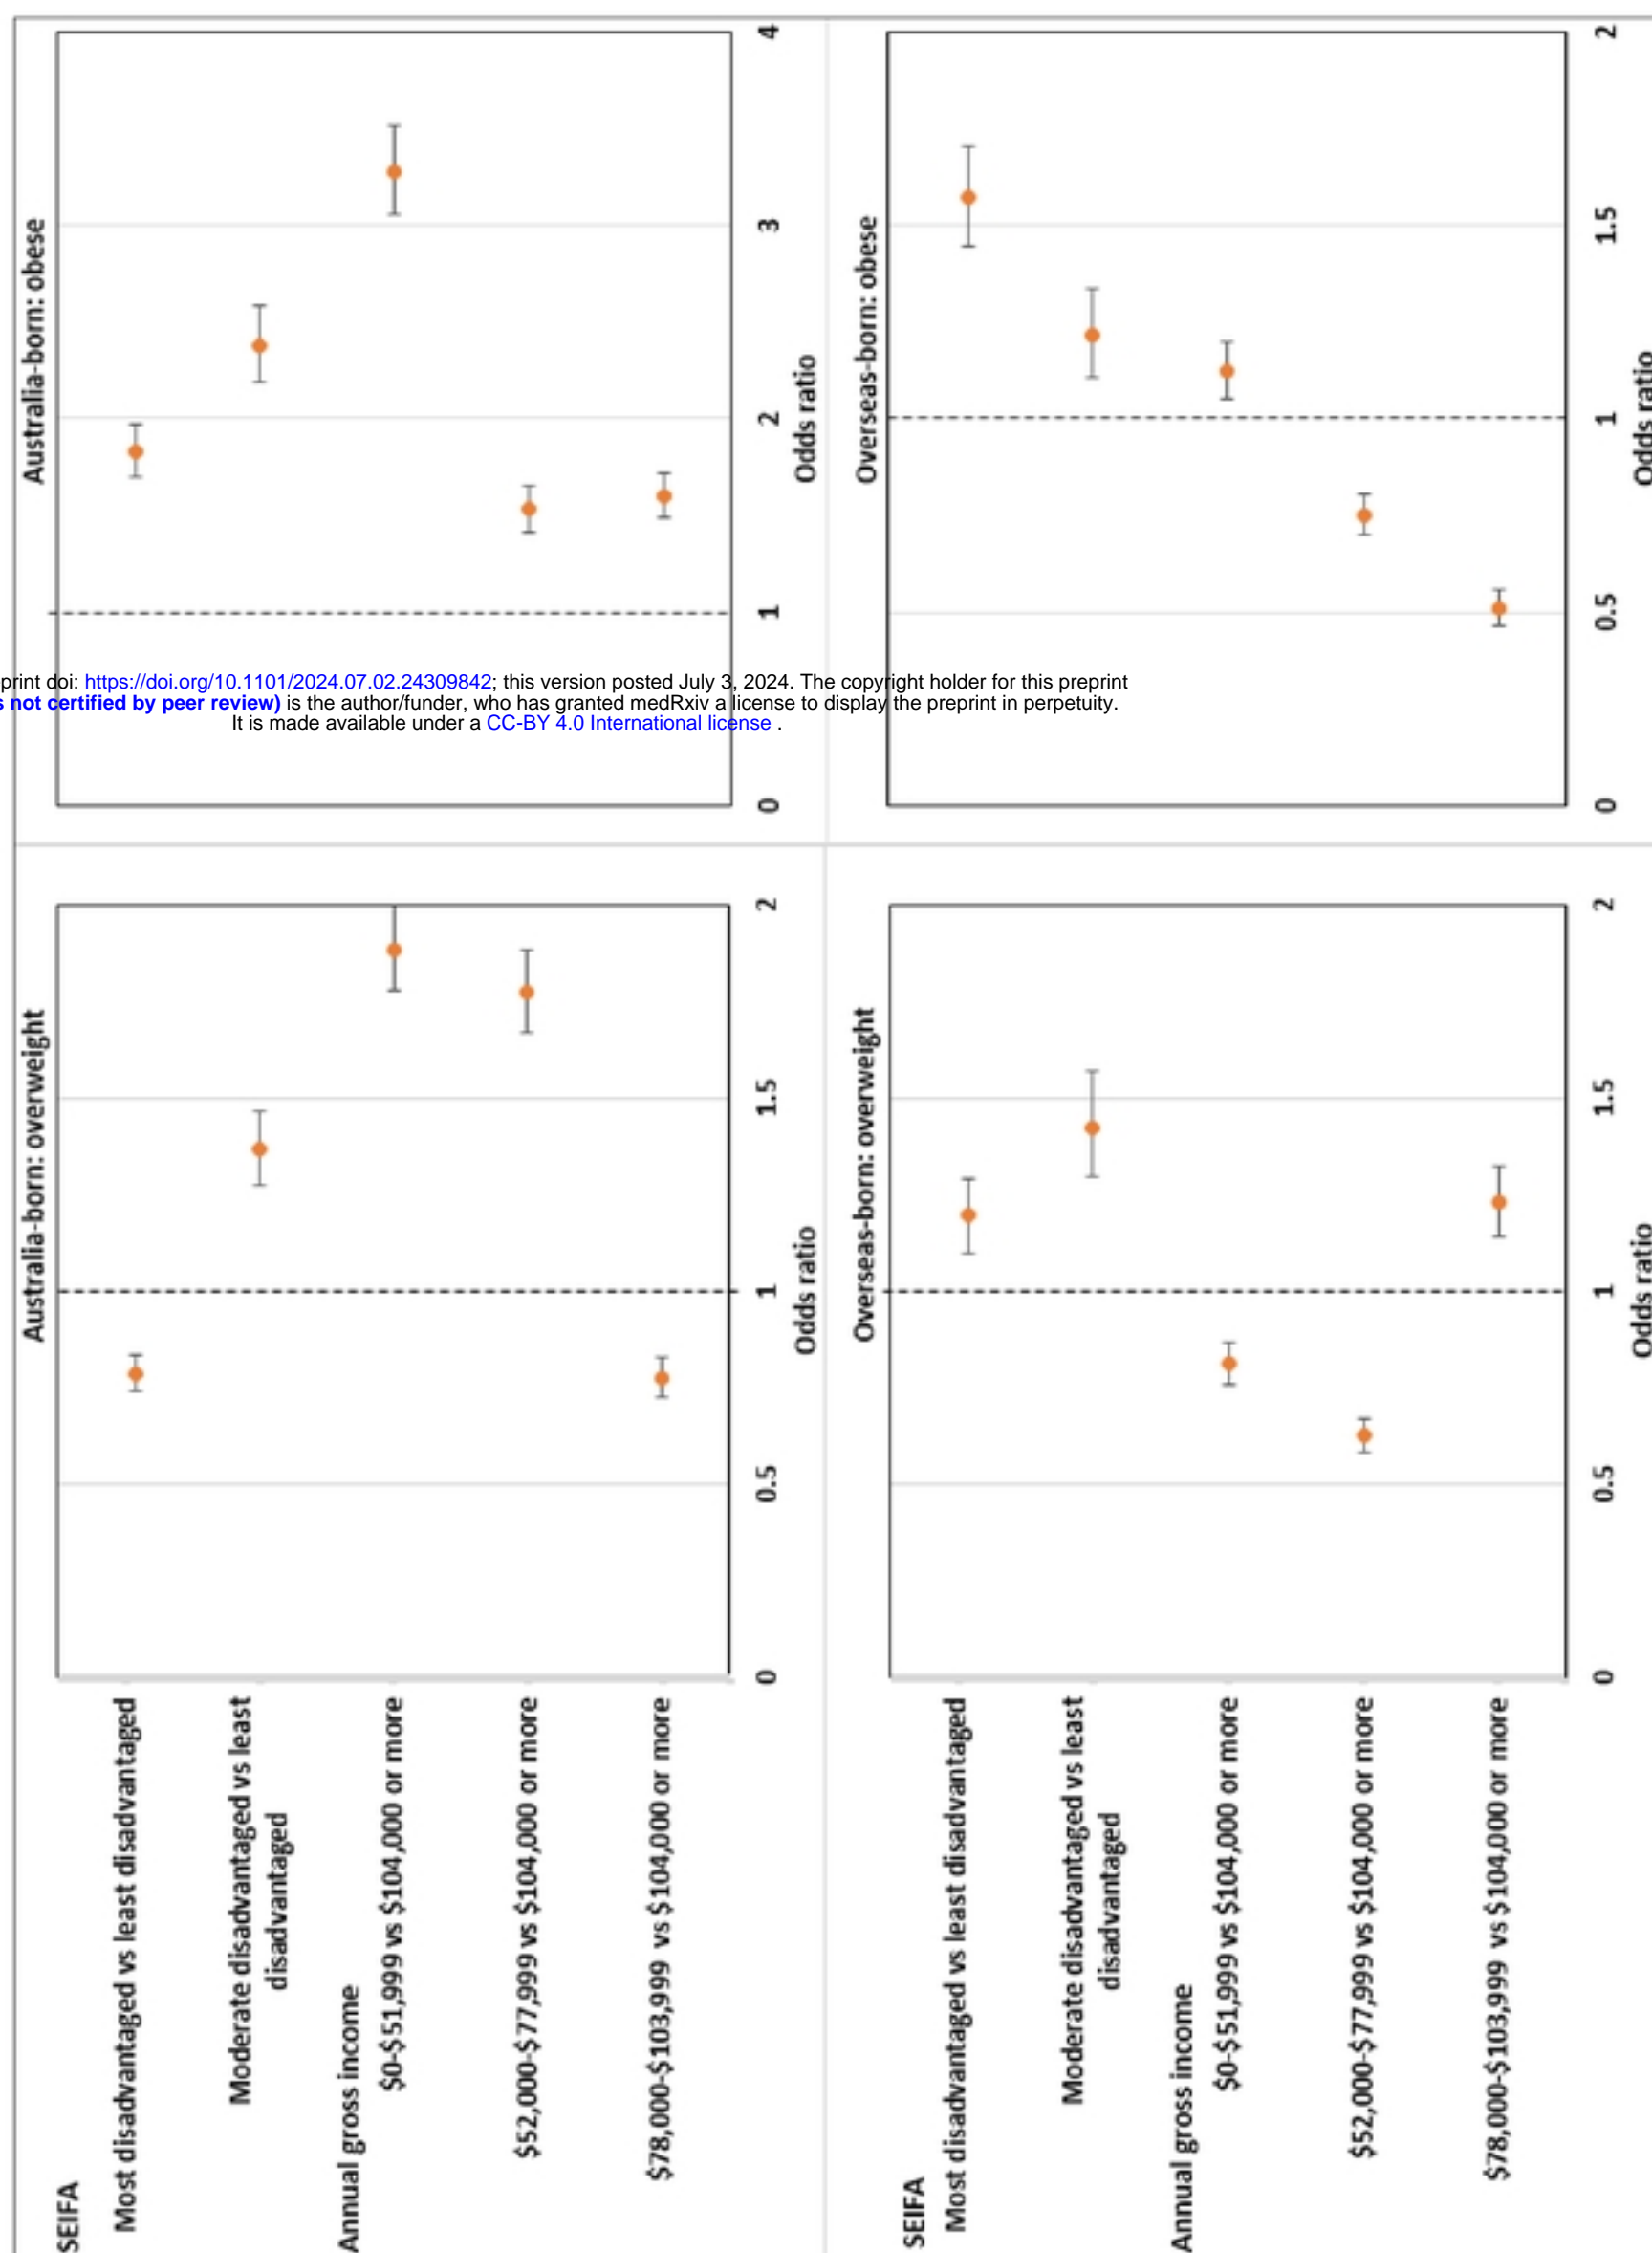 Australia-born: overweight
Australia-born: obese
SEIFA
Most disadvantaged vs least disadvantaged
Moderate disadvantaged vs least
disadvantaged
Annual gross income
$0-$51,999 vs $104,000 or more
$52,000-$77,999 vs $104,000 or more
$78,000-$103,999 vs $104,000 or more
0 0.5 1 1.5 2
0 1 2 3 4
Odds ratio
Odds ratio
Overseas-born: overweight
Overseas-born: obese
SEIFA
Most disadvantaged vs least disadvantaged
Moderate disadvantaged vs least
disadvantaged
Annual gross income
$0-$51,999 vs $104,000 or more
$52,000-$77,999 vs $104,000 or more
$78,000-$103,999 vs $104,000 or more
0 0.5 1 1.5 2
0 0.5 1 1.5 2
Odds ratio
Odds ratio
print doi: https://doi.org/10.1101/2024.07.02.24309842; this version posted July 3, 2024. The copyright holder for this preprint
s not certified by peer review) is the author/funder, who has granted medRxiv a license to display the preprint in perpetuity.
It is made available under a CC-BY 4.0 International license .